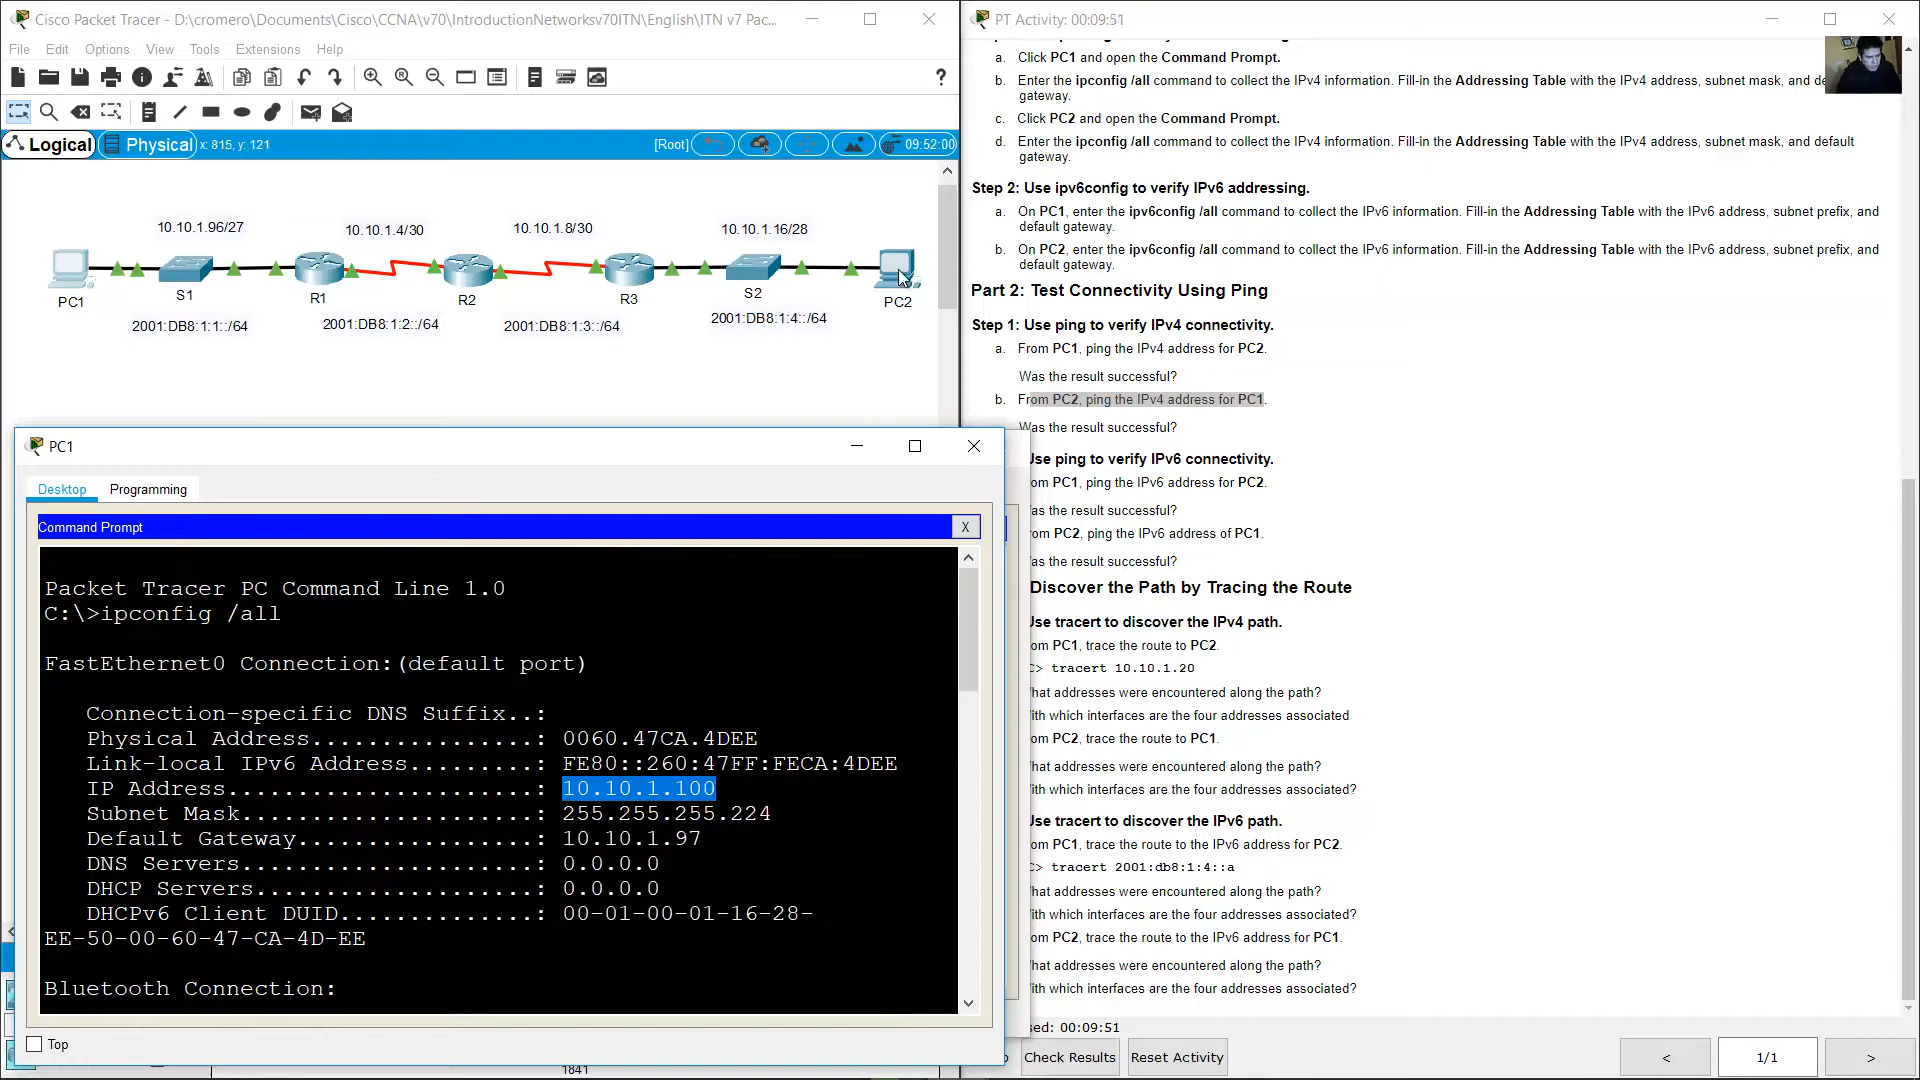 Cisco Packet Tracer - D:\cromero\Documents\Cisco\CCNA\v70\IntroductionNetworksv70ITN\English\ITN v7 Pac...
File Edit Options View Tools Extensions Help
?
Logical Physical x: 815, y: 121 [Root] 09:52:00
10.10.1.96/27 10.10.1.4/30 10.10.1.8/30 10.10.1.16/28
PC1 S1 R1 R2 R3 S2 PC2
2001:DB8:1:1::/64 2001:DB8:1:2::/64 2001:DB8:1:3::/64 2001:DB8:1:4::/64
PC1
Desktop Programming
Command Prompt X
Packet Tracer PC Command Line 1.0
C:\>ipconfig /all
FastEthernet0 Connection:(default port)
Connection-specific DNS Suffix..:
Physical Address................: 0060.47CA.4DEE
Link-local IPv6 Address.........: FE80::260:47FF:FECA:4DEE
IP Address......................: 10.10.1.100
Subnet Mask.....................: 255.255.255.224
Default Gateway.................: 10.10.1.97
DNS Servers.....................: 0.0.0.0
DHCP Servers....................: 0.0.0.0
DHCPv6 Client DUID..............: 00-01-00-01-16-28-
EE-50-00-60-47-CA-4D-EE
Bluetooth Connection:
Top
1841
PT Activity: 00:09:51
a. Click PC1 and open the Command Prompt.
b. Enter the ipconfig /all command to collect the IPv4 information. Fill-in the Addressing Table with the IPv4 address, subnet mask, and de
gateway.
c. Click PC2 and open the Command Prompt.
d. Enter the ipconfig /all command to collect the IPv4 information. Fill-in the Addressing Table with the IPv4 address, subnet mask, and default
gateway.
Step 2: Use ipv6config to verify IPv6 addressing.
a. On PC1, enter the ipv6config /all command to collect the IPv6 information. Fill-in the Addressing Table with the IPv6 address, subnet prefix, and
default gateway.
b. On PC2, enter the ipv6config /all command to collect the IPv6 information. Fill-in the Addressing Table with the IPv6 address, subnet prefix, and
default gateway.
Part 2: Test Connectivity Using Ping
Step 1: Use ping to verify IPv4 connectivity.
a. From PC1, ping the IPv4 address for PC2.
Was the result successful?
b. From PC2, ping the IPv4 address for PC1.
Was the result successful?
Use ping to verify IPv6 connectivity.
om PC1, ping the IPv6 address for PC2.
as the result successful?
om PC2, ping the IPv6 address of PC1.
as the result successful?
Discover the Path by Tracing the Route
Use tracert to discover the IPv4 path.
om PC1, trace the route to PC2.
> tracert 10.10.1.20
hat addresses were encountered along the path?
ith which interfaces are the four addresses associated
om PC2, trace the route to PC1.
hat addresses were encountered along the path?
ith which interfaces are the four addresses associated?
Use tracert to discover the IPv6 path.
om PC1, trace the route to the IPv6 address for PC2.
> tracert 2001:db8:1:4::a
hat addresses were encountered along the path?
ith which interfaces are the four addresses associated?
om PC2, trace the route to the IPv6 address for PC1.
hat addresses were encountered along the path?
ith which interfaces are the four addresses associated?
sed: 00:09:51
Check Results Reset Activity < 1/1 >